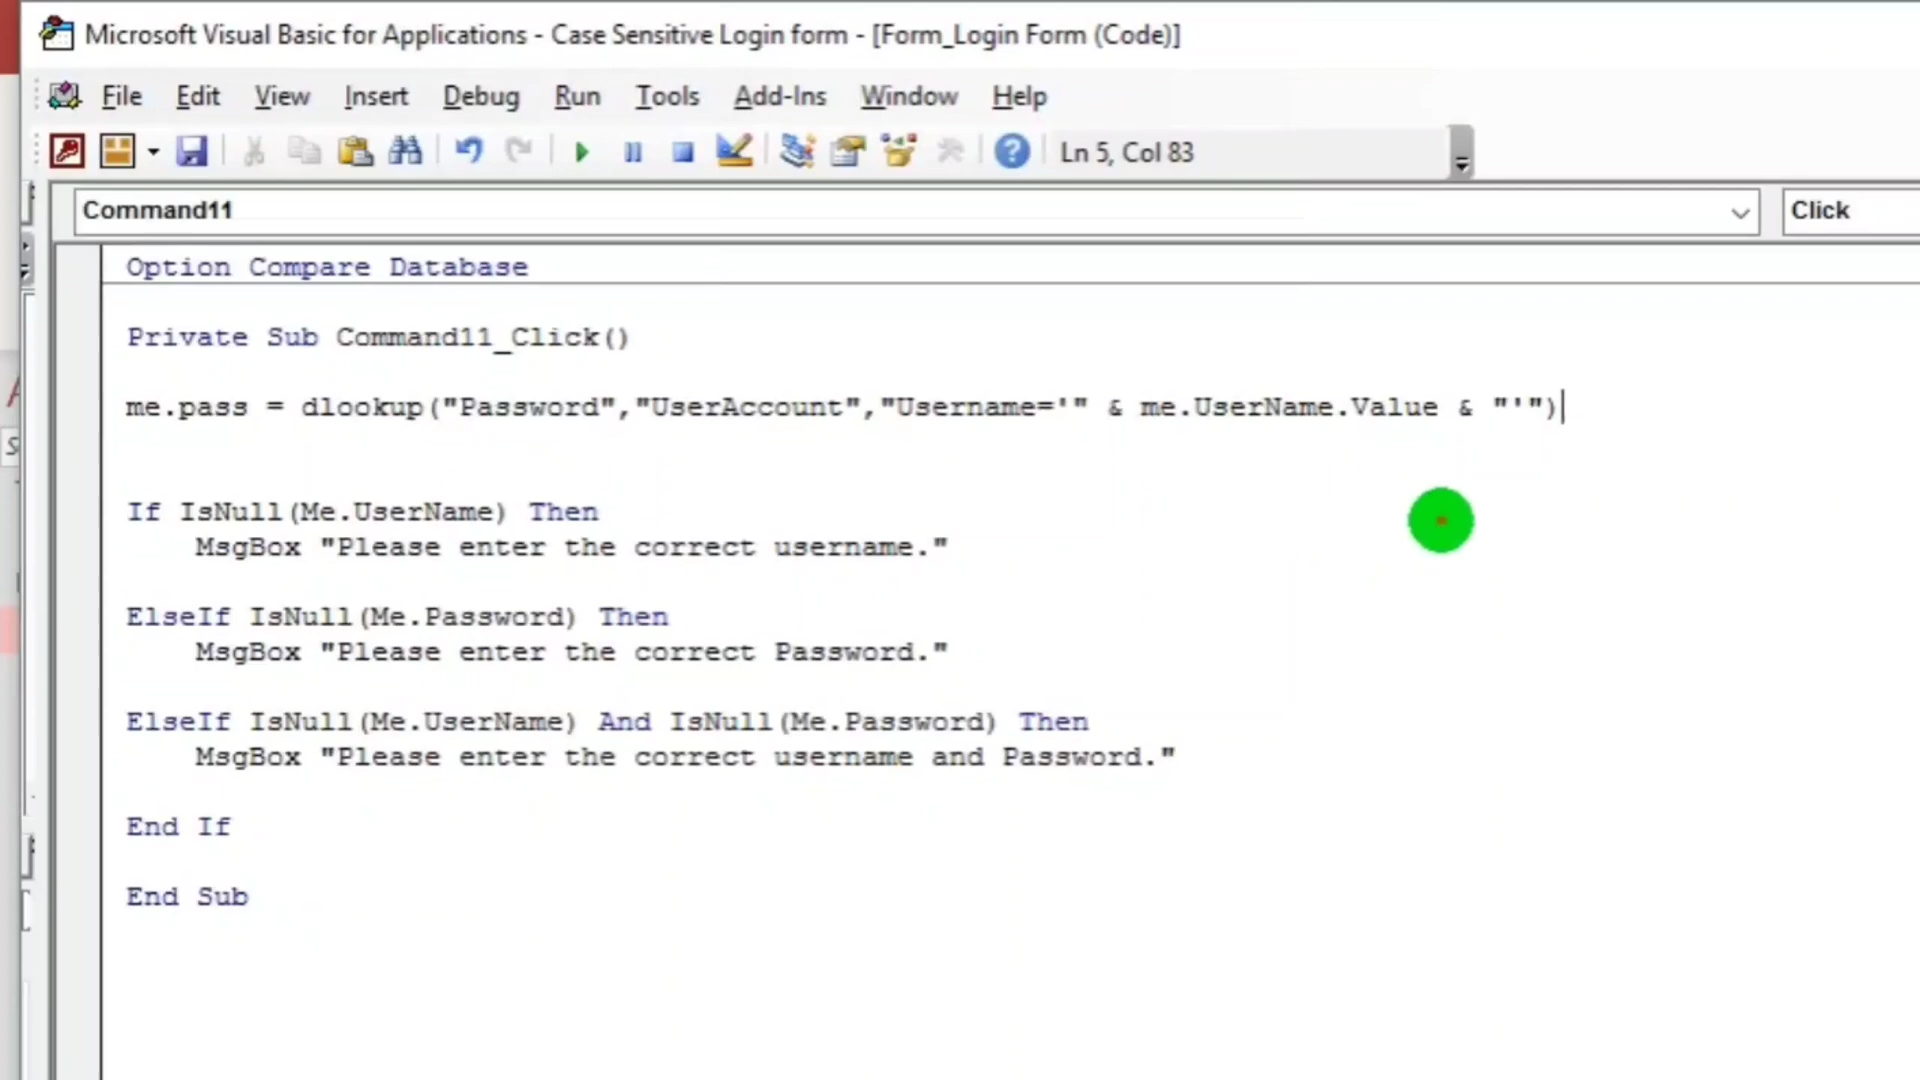 Microsoft Visual Basic for Applications - Case Sensitive Login form - [Form_Login Form (Code)]
File Edit View Insert Debug Run Tools Add-Ins Window Help
Ln 5, Col 83
Command11 Click
Option Compare Database
Private Sub Command11_Click()
me.pass = dlookup("Password","UserAccount","Username='" & me.UserName.Value & "'")
If IsNull(Me.UserName) Then
MsgBox "Please enter the correct username."
ElseIf IsNull(Me.Password) Then
MsgBox "Please enter the correct Password."
ElseIf IsNull(Me.UserName) And IsNull(Me.Password) Then
MsgBox "Please enter the correct username and Password."
End If
End Sub